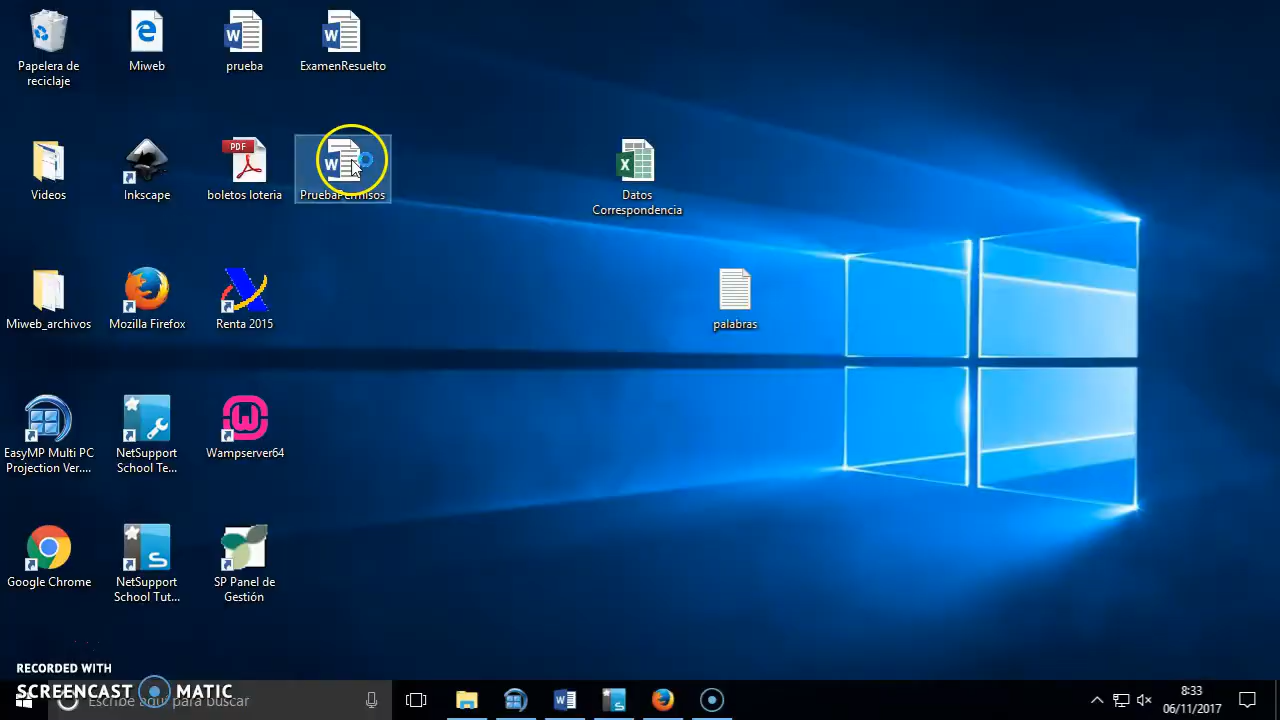 Papelera de
reciclaje
Miweb
prueba
ExamenResuelto
Videos
Inkscape
PDF
boletos loteria
PruebaPermisos
Datos
Correspondencia
Miweb_archivos
Mozilla Firefox
Renta 2015
palabras
EasyMP Multi PC
Projection Ver....
NetSupport
School Te...
Wampserver64
Google Chrome
NetSupport
School Tut...
SP Panel de
Gestión
RECORDED WITH
SCREENCAST MATIC
Escribe aquí para buscar
8:33
06/11/2017